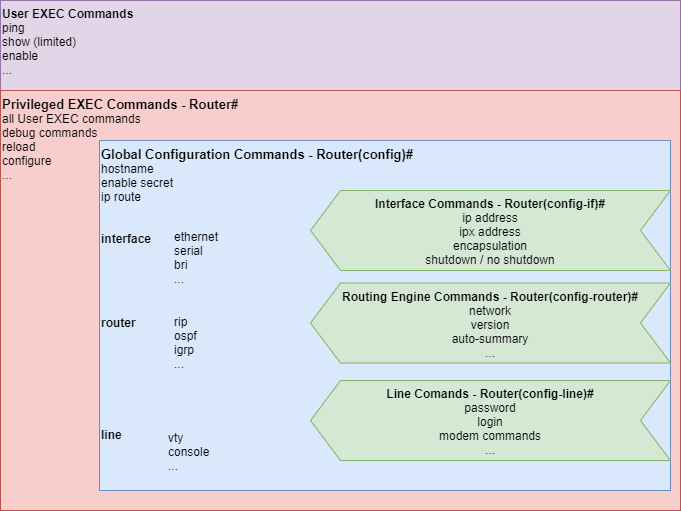 User EXEC Commands
ping
show (limited)
enable
...
Privileged EXEC Commands - Router#
all User EXEC commands
debug commands
reload
configure
...
Global Configuration Commands - Router(config)#
hostname
enable secret
ip route
interface
ethernet
serial
bri
...
Interface Commands - Router(config-if)#
ip address
ipx address
encapsulation
shutdown / no shutdown
router
rip
ospf
igrp
...
Routing Engine Commands - Router(config-router)#
network
version
auto-summary
...
line
vty
console
...
Line Comands - Router(config-line)#
password
login
modem commands
...